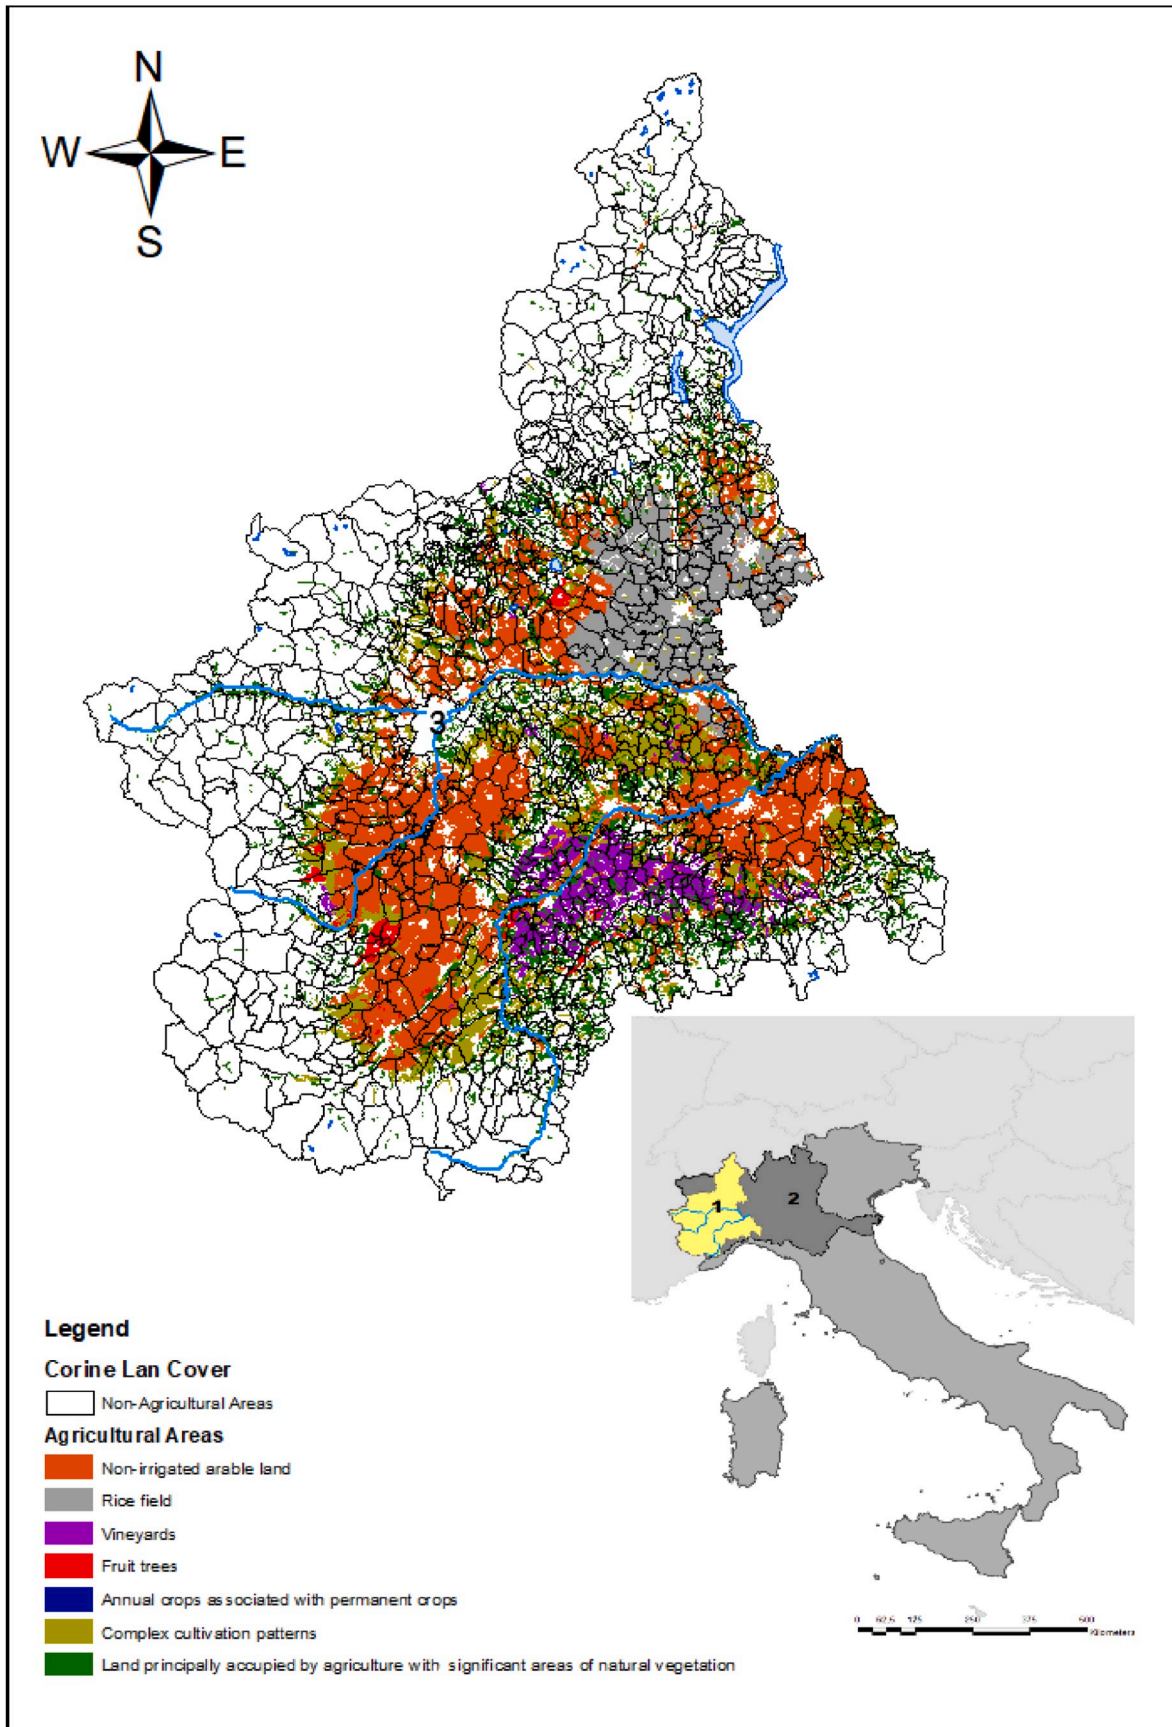 N
W E
S
3
1
2
Legend
Corine Lan Cover
Non-Agricultural Areas
Agricultural Areas
Non-irrigated arable land
Rice field
Vineyards
Fruit trees
Annual crops associated with permanent crops
Complex cultivation patterns
Land principally accupied by agriculture with significant areas of natural vegetation
0 62,5 125 250 375 500
Kilometers